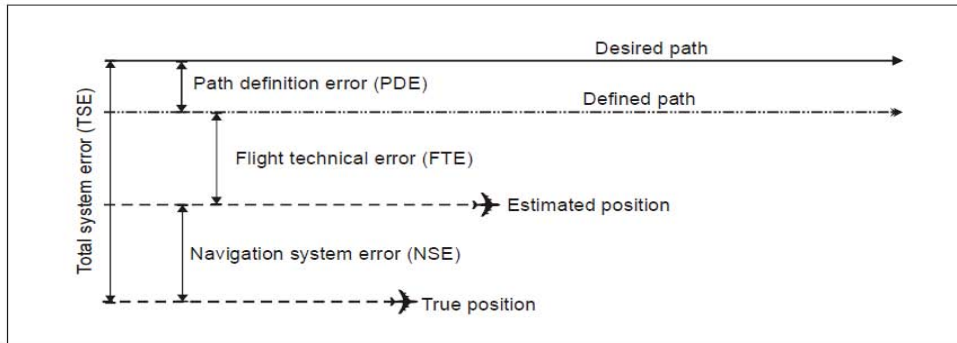 Desired path
Path definition error (PDE)
Defined path
Total system error (TSE)
Flight technical error (FTE)
Estimated position
Navigation system error (NSE)
True position